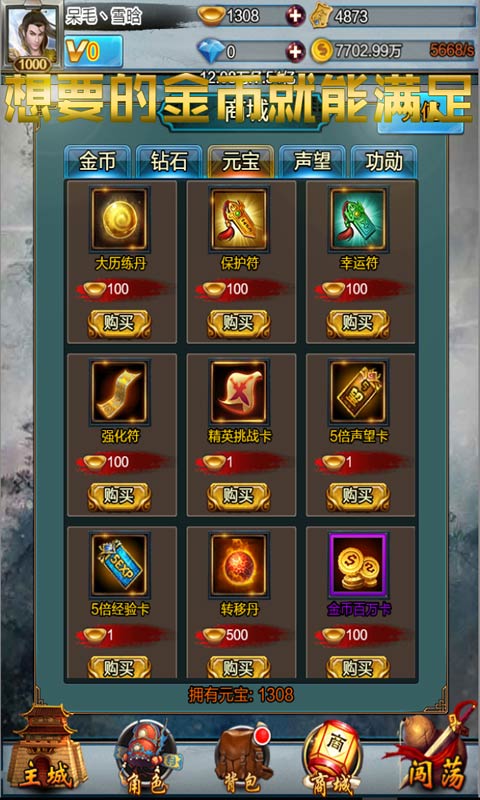 呆毛丶雪晗
1308
4873
1000
V0
0
7702.99万
5668/s
想要的金币就能满足
商城
金币
钻石
元宝
声望
功勋
大历练丹
保护符
幸运符
100
100
100
购买
购买
购买
强化符
精英挑战卡
5倍声望卡
100
1
1
购买
购买
购买
5EXP
5倍经验卡
转移丹
金币百万卡
1
500
100
购买
购买
购买
拥有元宝: 1308
商
主城
角色
背包
商城
闯荡